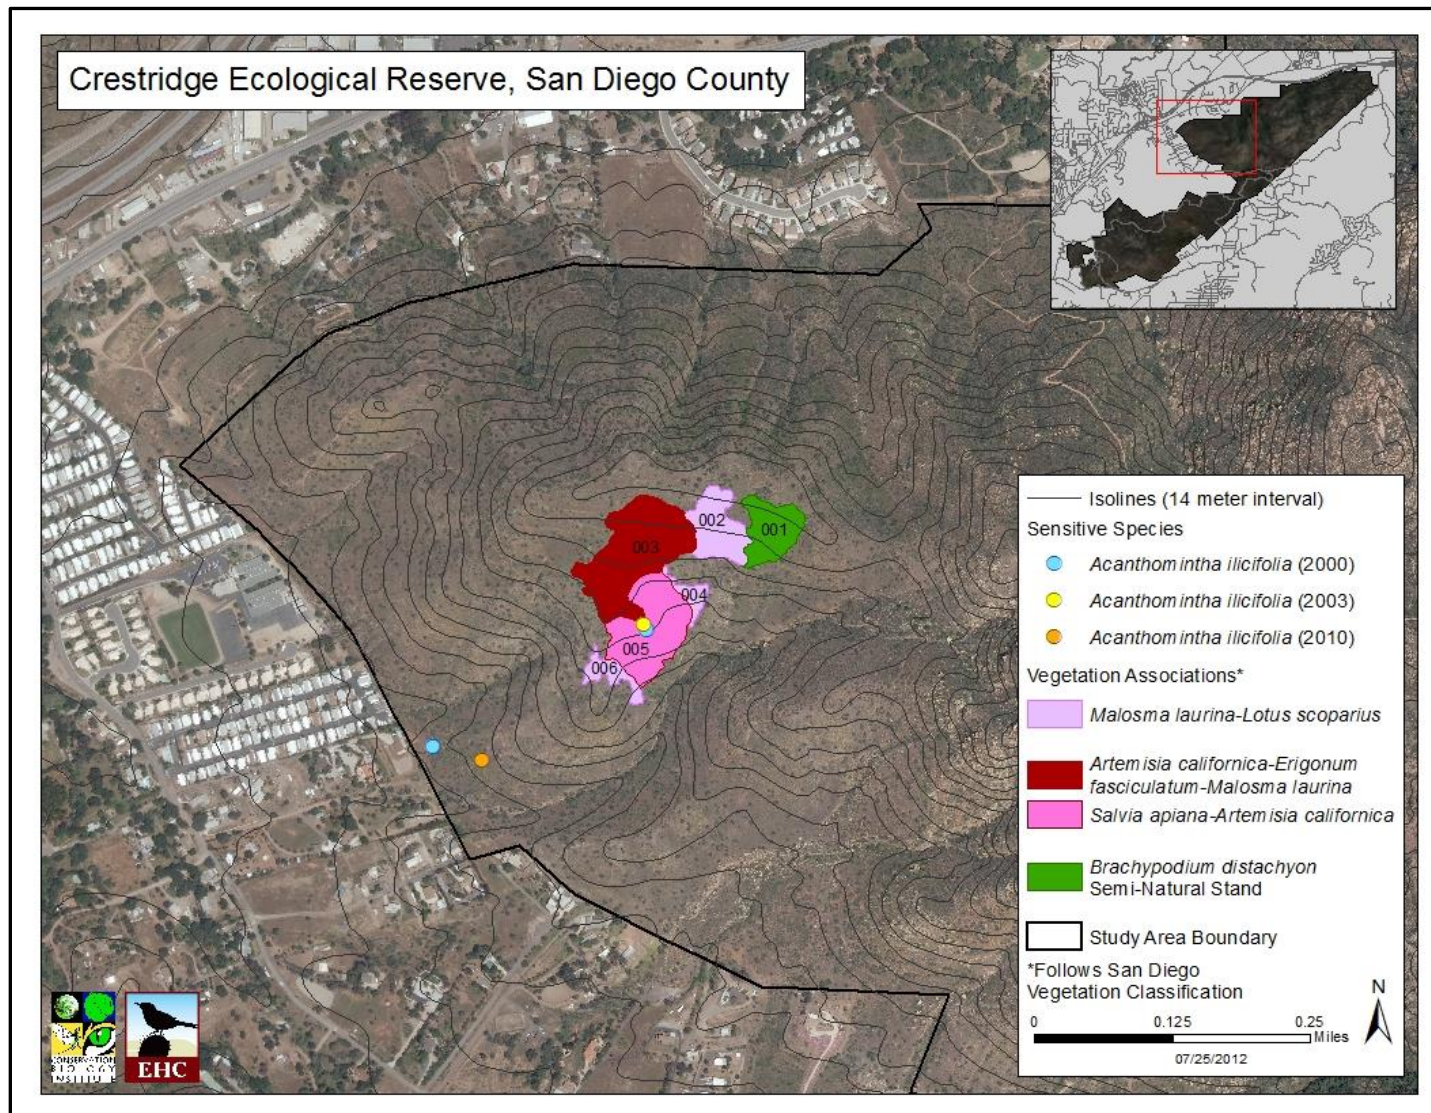 Crestridge Ecological Reserve, San Diego County
002
001
003
004
005
006
Isolines (14 meter interval)
Sensitive Species
Acanthomintha ilicifolia (2000)
Acanthomintha ilicifolia (2003)
Acanthomintha ilicifolia (2010)
Vegetation Associations*
Malosma laurina-Lotus scoparius
Artemisia californica-Erigonum
fasciculatum-Malosma laurina
Salvia apiana-Artemisia californica
Brachypodium distachyon
Semi-Natural Stand
Study Area Boundary
*Follows San Diego
Vegetation Classification
N
0 0.125 0.25
Miles
07/25/2012
CONSERVATION
BIOLOGY
INSTITUTE
EHC